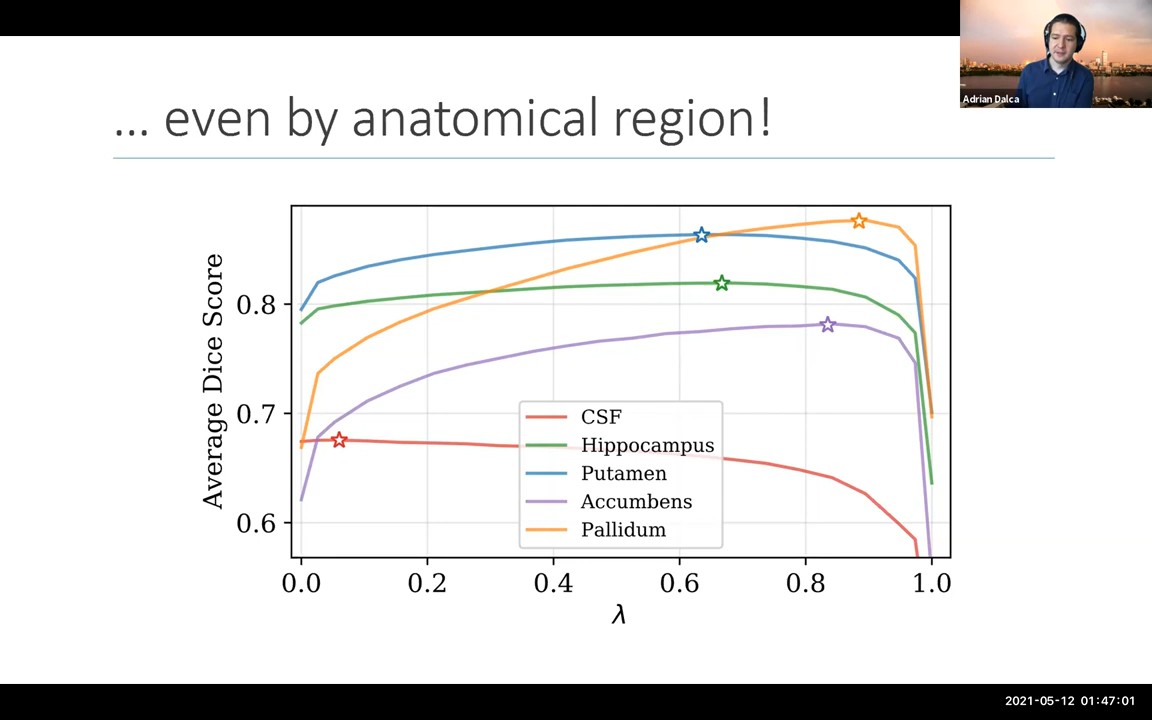 Adrian Dalca
... even by anatomical region!
Average Dice Score
0.8
0.7
0.6
CSF
Hippocampus
Putamen
Accumbens
Pallidum
0.0 0.2 0.4 0.6 0.8 1.0
λ
2021-05-12 01:47:01